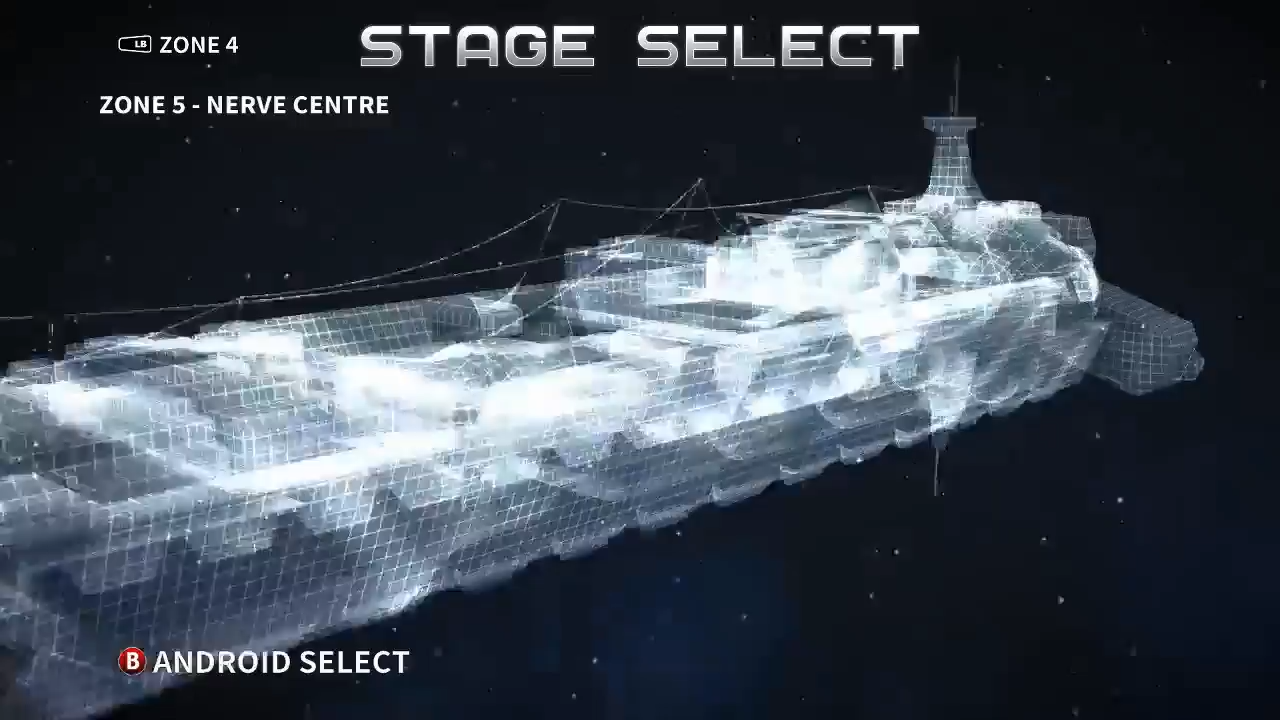 STAGE SELECT
LB ZONE 4
ZONE 5 - NERVE CENTRE
B ANDROID SELECT